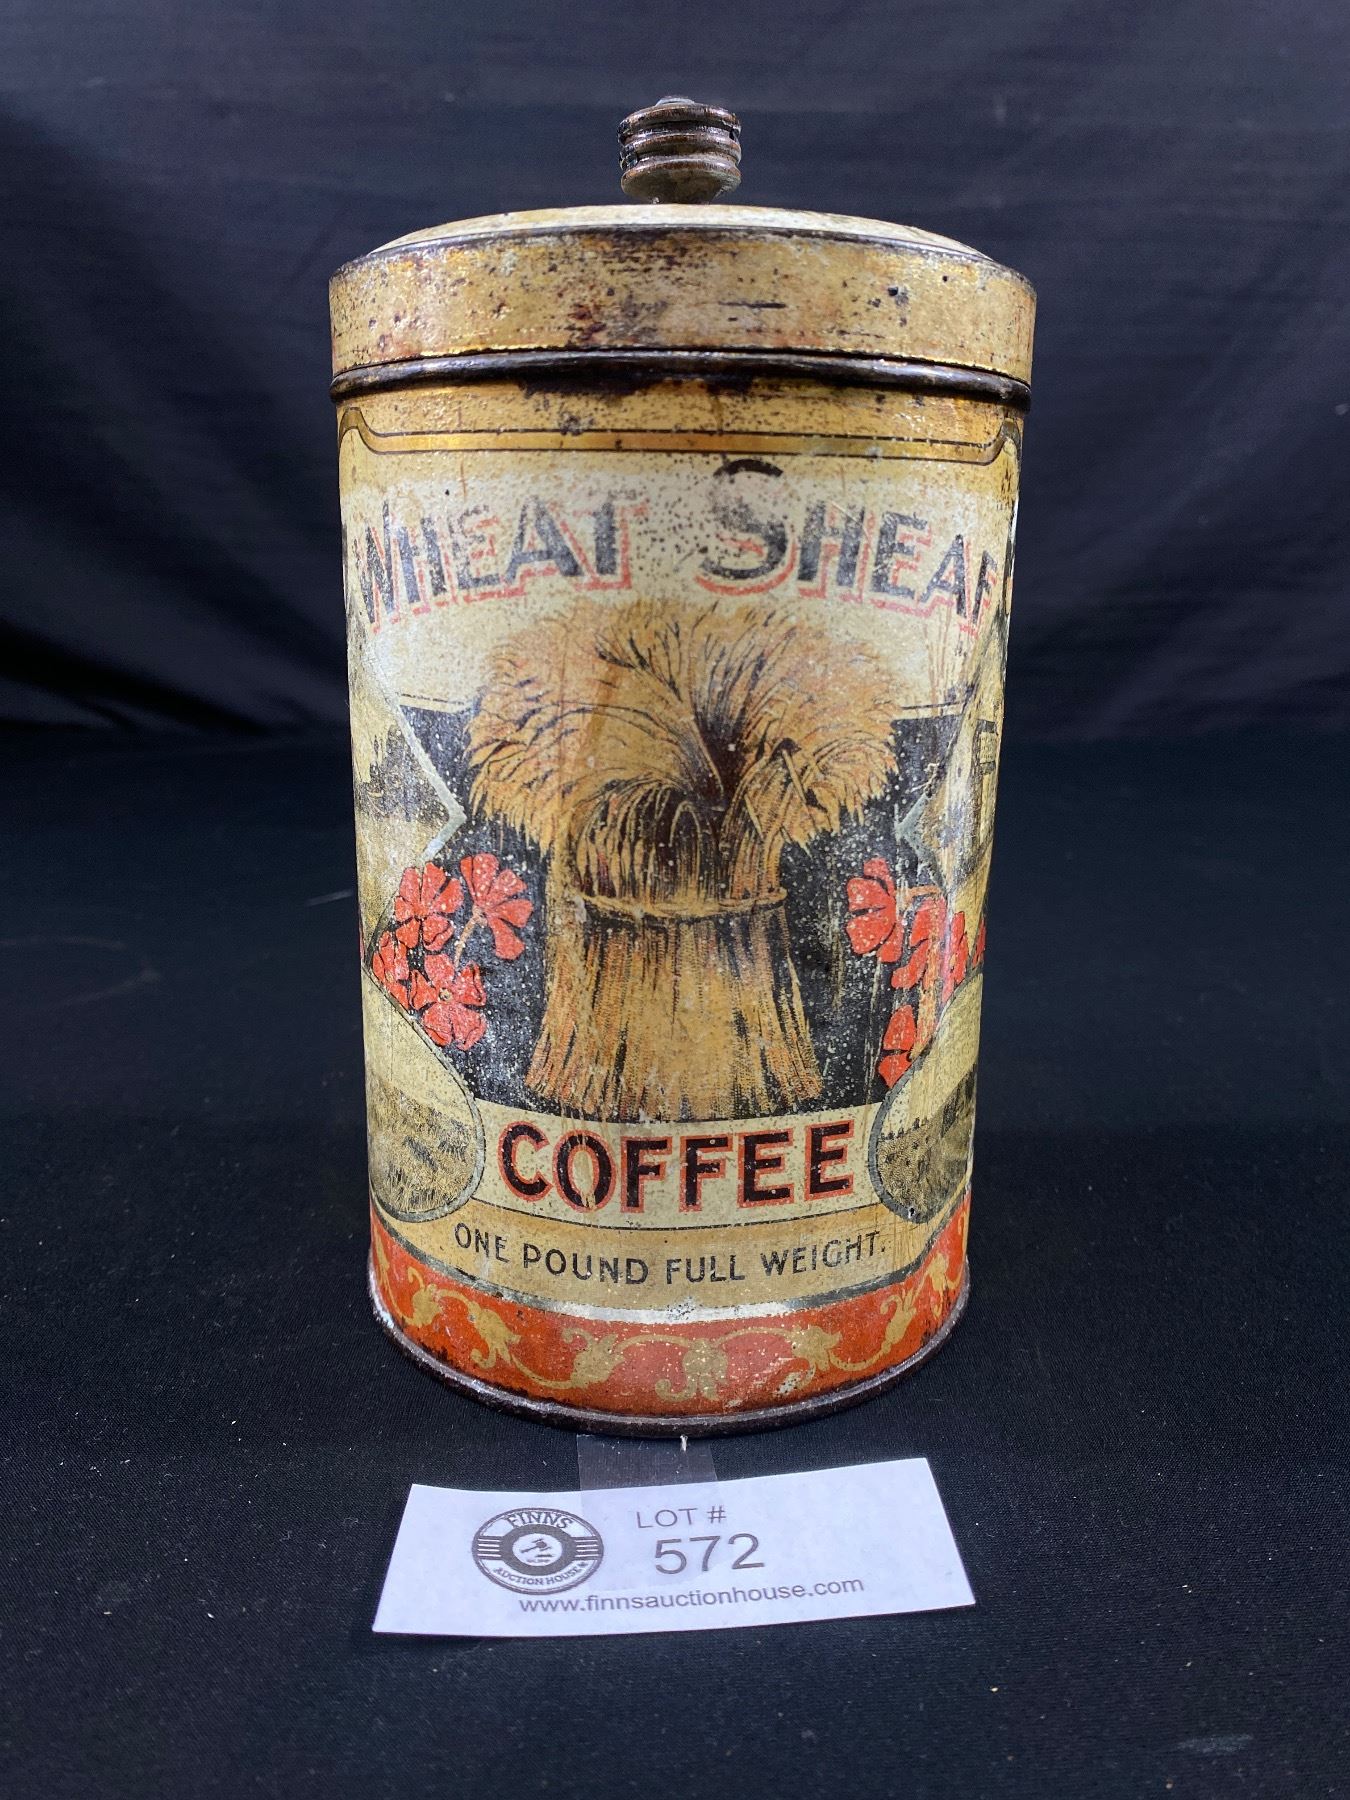 WHEAT SHEAF
COFFEE
ONE POUND FULL WEIGHT.
FINNS
AUCTION HOUSE
LOT #
572
www.finnsauctionhouse.com